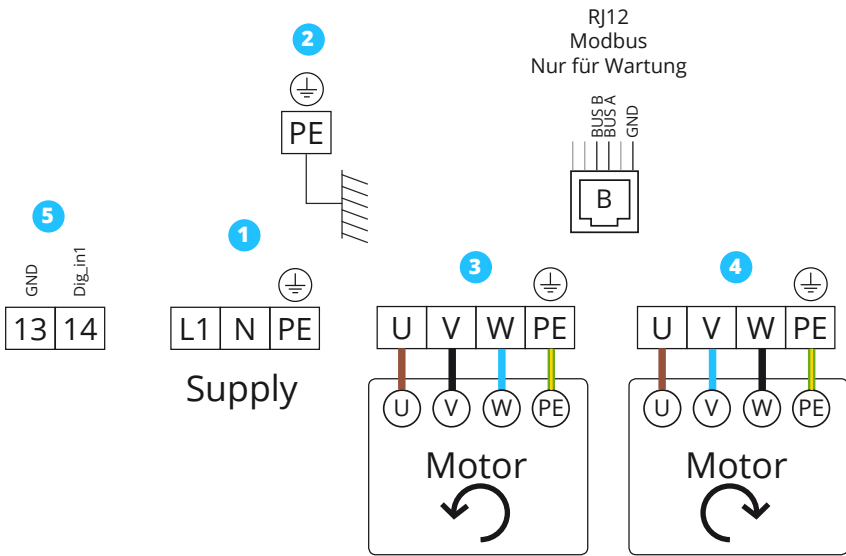 RJ12
Modbus
Nur für Wartung
2
PE
BUS B
BUS A
GND
B
5
GND
Dig_in1
13 14
1
L1 N PE
Supply
3
U V W PE
U V W PE
Motor
4
U V W PE
U V W PE
Motor